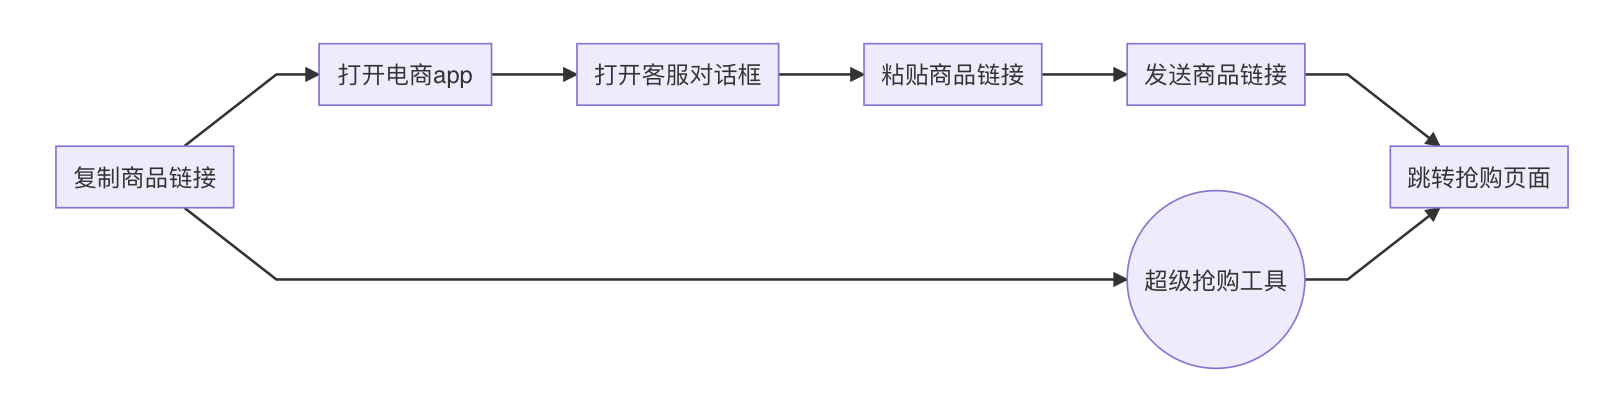 复制商品链接
打开电商app
打开客服对话框
粘贴商品链接
发送商品链接
超级抢购工具
跳转抢购页面